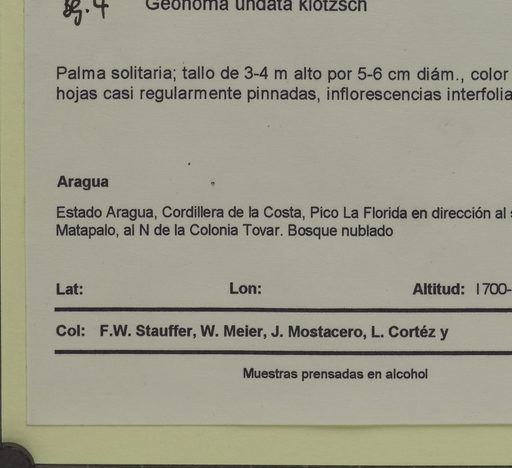 Geonoma undata klotzsch
Palma solitaria; tallo de 3-4 m alto por 5-6 cm diám., color
hojas casi regularmente pinnadas, inflorescencias interfolia
Aragua
Estado Aragua, Cordillera de la Costa, Pico La Florida en dirección al
Matapalo, al N de la Colonia Tovar. Bosque nublado
Lat: Lon: Altitud: 1700-
Col: F.W. Stauffer, W. Meier, J. Mostacero, L. Cortéz y
Muestras prensadas en alcohol